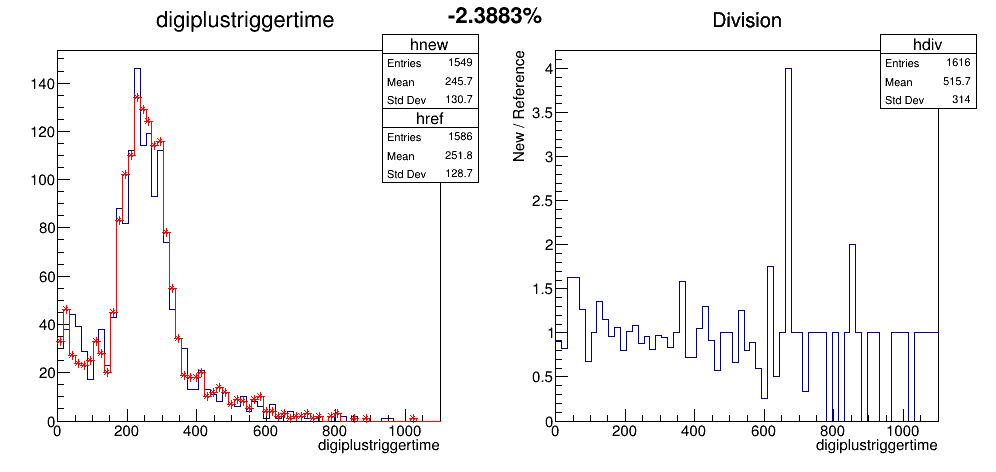 digiplustriggertime
-2.3883%
Division
hnew
Entries 1549
Mean 245.7
Std Dev 130.7
href
Entries 1586
Mean 251.8
Std Dev 128.7
140
120
100
80
60
40
20
0
0 200 400 600 800 1000
digiplustriggertime
hdiv
Entries 1616
Mean 515.7
Std Dev 314
New / Reference
4
3.5
3
2.5
2
1.5
1
0.5
0
0 200 400 600 800 1000
digiplustriggertime